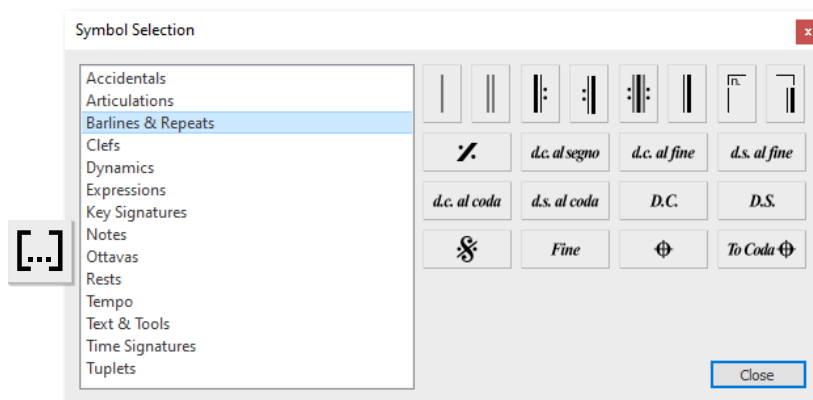 Symbol Selection
x
Accidentals
Articulations
Barlines & Repeats
Clefs
Dynamics
Expressions
Key Signatures
Notes
Ottavas
Rests
Tempo
Text & Tools
Time Signatures
Tuplets
[...]
n.
d.c. al segno
d.c. al fine
d.s. al fine
d.c. al coda
d.s. al coda
D.C.
D.S.
Fine
To Coda
Close